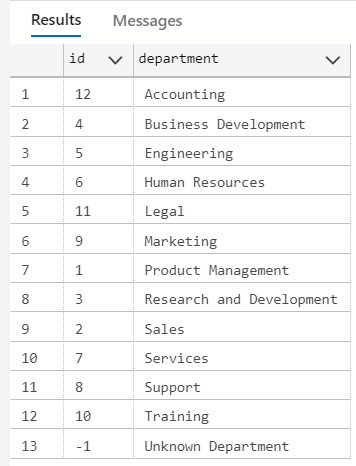 Results Messages
id department
1 12 Accounting
2 4 Business Development
3 5 Engineering
4 6 Human Resources
5 11 Legal
6 9 Marketing
7 1 Product Management
8 3 Research and Development
9 2 Sales
10 7 Services
11 8 Support
12 10 Training
13 -1 Unknown Department